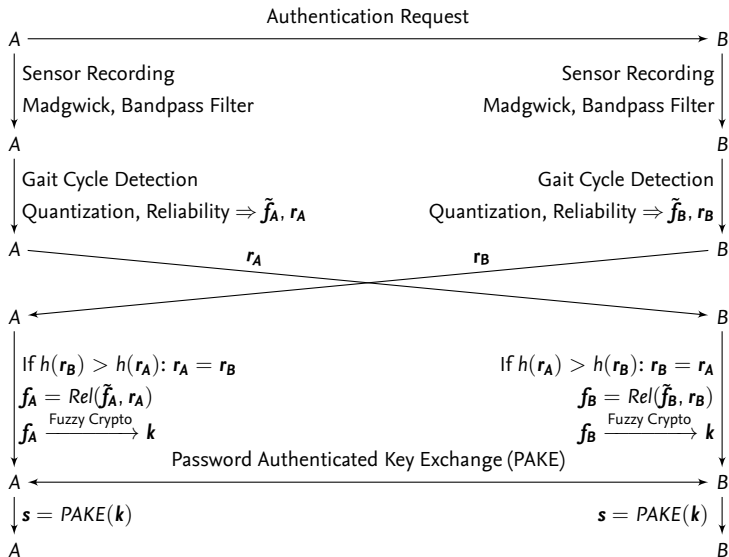 Authentication Request
A B
Sensor Recording Sensor Recording
Madgwick, Bandpass Filter Madgwick, Bandpass Filter
A B
Gait Cycle Detection Gait Cycle Detection
Quantization, Reliability ⇒ f̃_A, r_A Quantization, Reliability ⇒ f̃_B, r_B
A r_A r_B B
A B
If h(r_B) > h(r_A): r_A = r_B If h(r_A) > h(r_B): r_B = r_A
f_A = Rel(f̃_A, r_A) f_B = Rel(f̃_B, r_B)
f_A Fuzzy Crypto k f_B Fuzzy Crypto k
Password Authenticated Key Exchange (PAKE)
A B
s = PAKE(k) s = PAKE(k)
A B